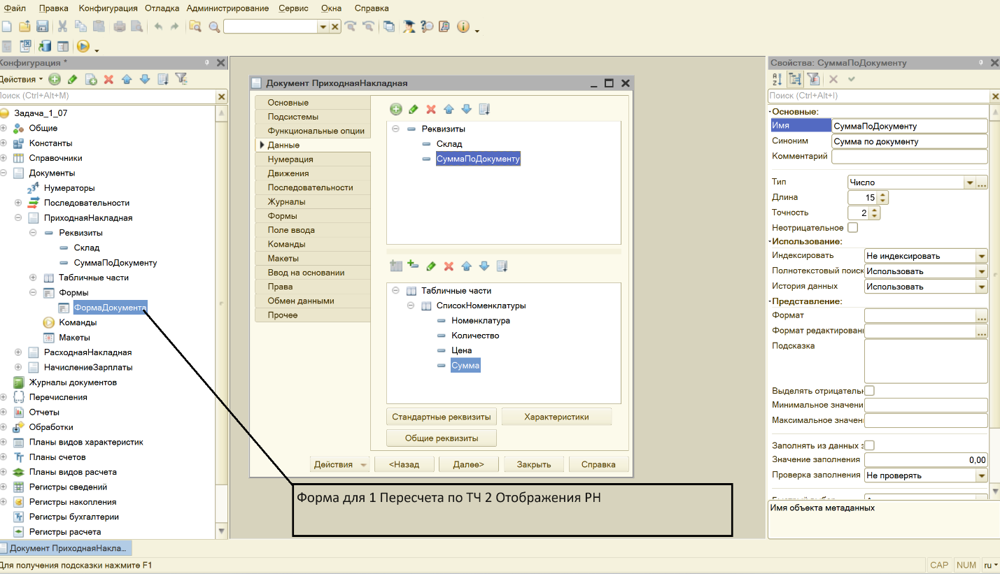 Файл Правка Конфигурация Отладка Администрирование Сервис Окна Справка
Конфигурация *
Действия
Поиск (Ctrl+Alt+M)
Задача_1_07
Общие
Константы
Справочники
Документы
Нумераторы
Последовательности
ПриходнаяНакладная
Реквизиты
Склад
СуммаПоДокументу
Табличные части
Формы
ФормаДокумента
Команды
Макеты
РасходнаяНакладная
НачислениеЗарплаты
Журналы документов
Перечисления
Отчеты
Обработки
Планы видов характеристик
Планы счетов
Планы видов расчета
Регистры сведений
Регистры накопления
Регистры бухгалтерии
Регистры расчета
Документ ПриходнаяНакладная
Основные
Подсистемы
Функциональные опции
Данные
Нумерация
Движения
Последовательности
Журналы
Формы
Поле ввода
Команды
Макеты
Ввод на основании
Права
Обмен данными
Прочее
Реквизиты
Склад
СуммаПоДокументу
Табличные части
СписокНоменклатуры
Номенклатура
Количество
Цена
Сумма
Стандартные реквизиты Характеристики
Общие реквизиты
Действия <Назад Далее> Закрыть Справка
Форма для 1 Пересчета по ТЧ 2 Отображения РН
Свойства: СуммаПоДокументу
Поиск (Ctrl+Alt+I)
Основные:
Имя СуммаПоДокументу
Синоним Сумма по документу
Комментарий
Тип Число
Длина 15
Точность 2
Неотрицательное
Использование:
Индексировать Не индексировать
Полнотекстовый поиск Использовать
История данных Использовать
Представление:
Формат
Формат редактировани
Подсказка
Выделять отрицательн
Минимальное значени
Максимальное значен
Заполнять из данных з
Значение заполнения 0,00
Проверка заполнения Не проверять
Имя объекта метаданных
Документ ПриходнаяНакла...
Для получения подсказки нажмите F1
CAP NUM ru